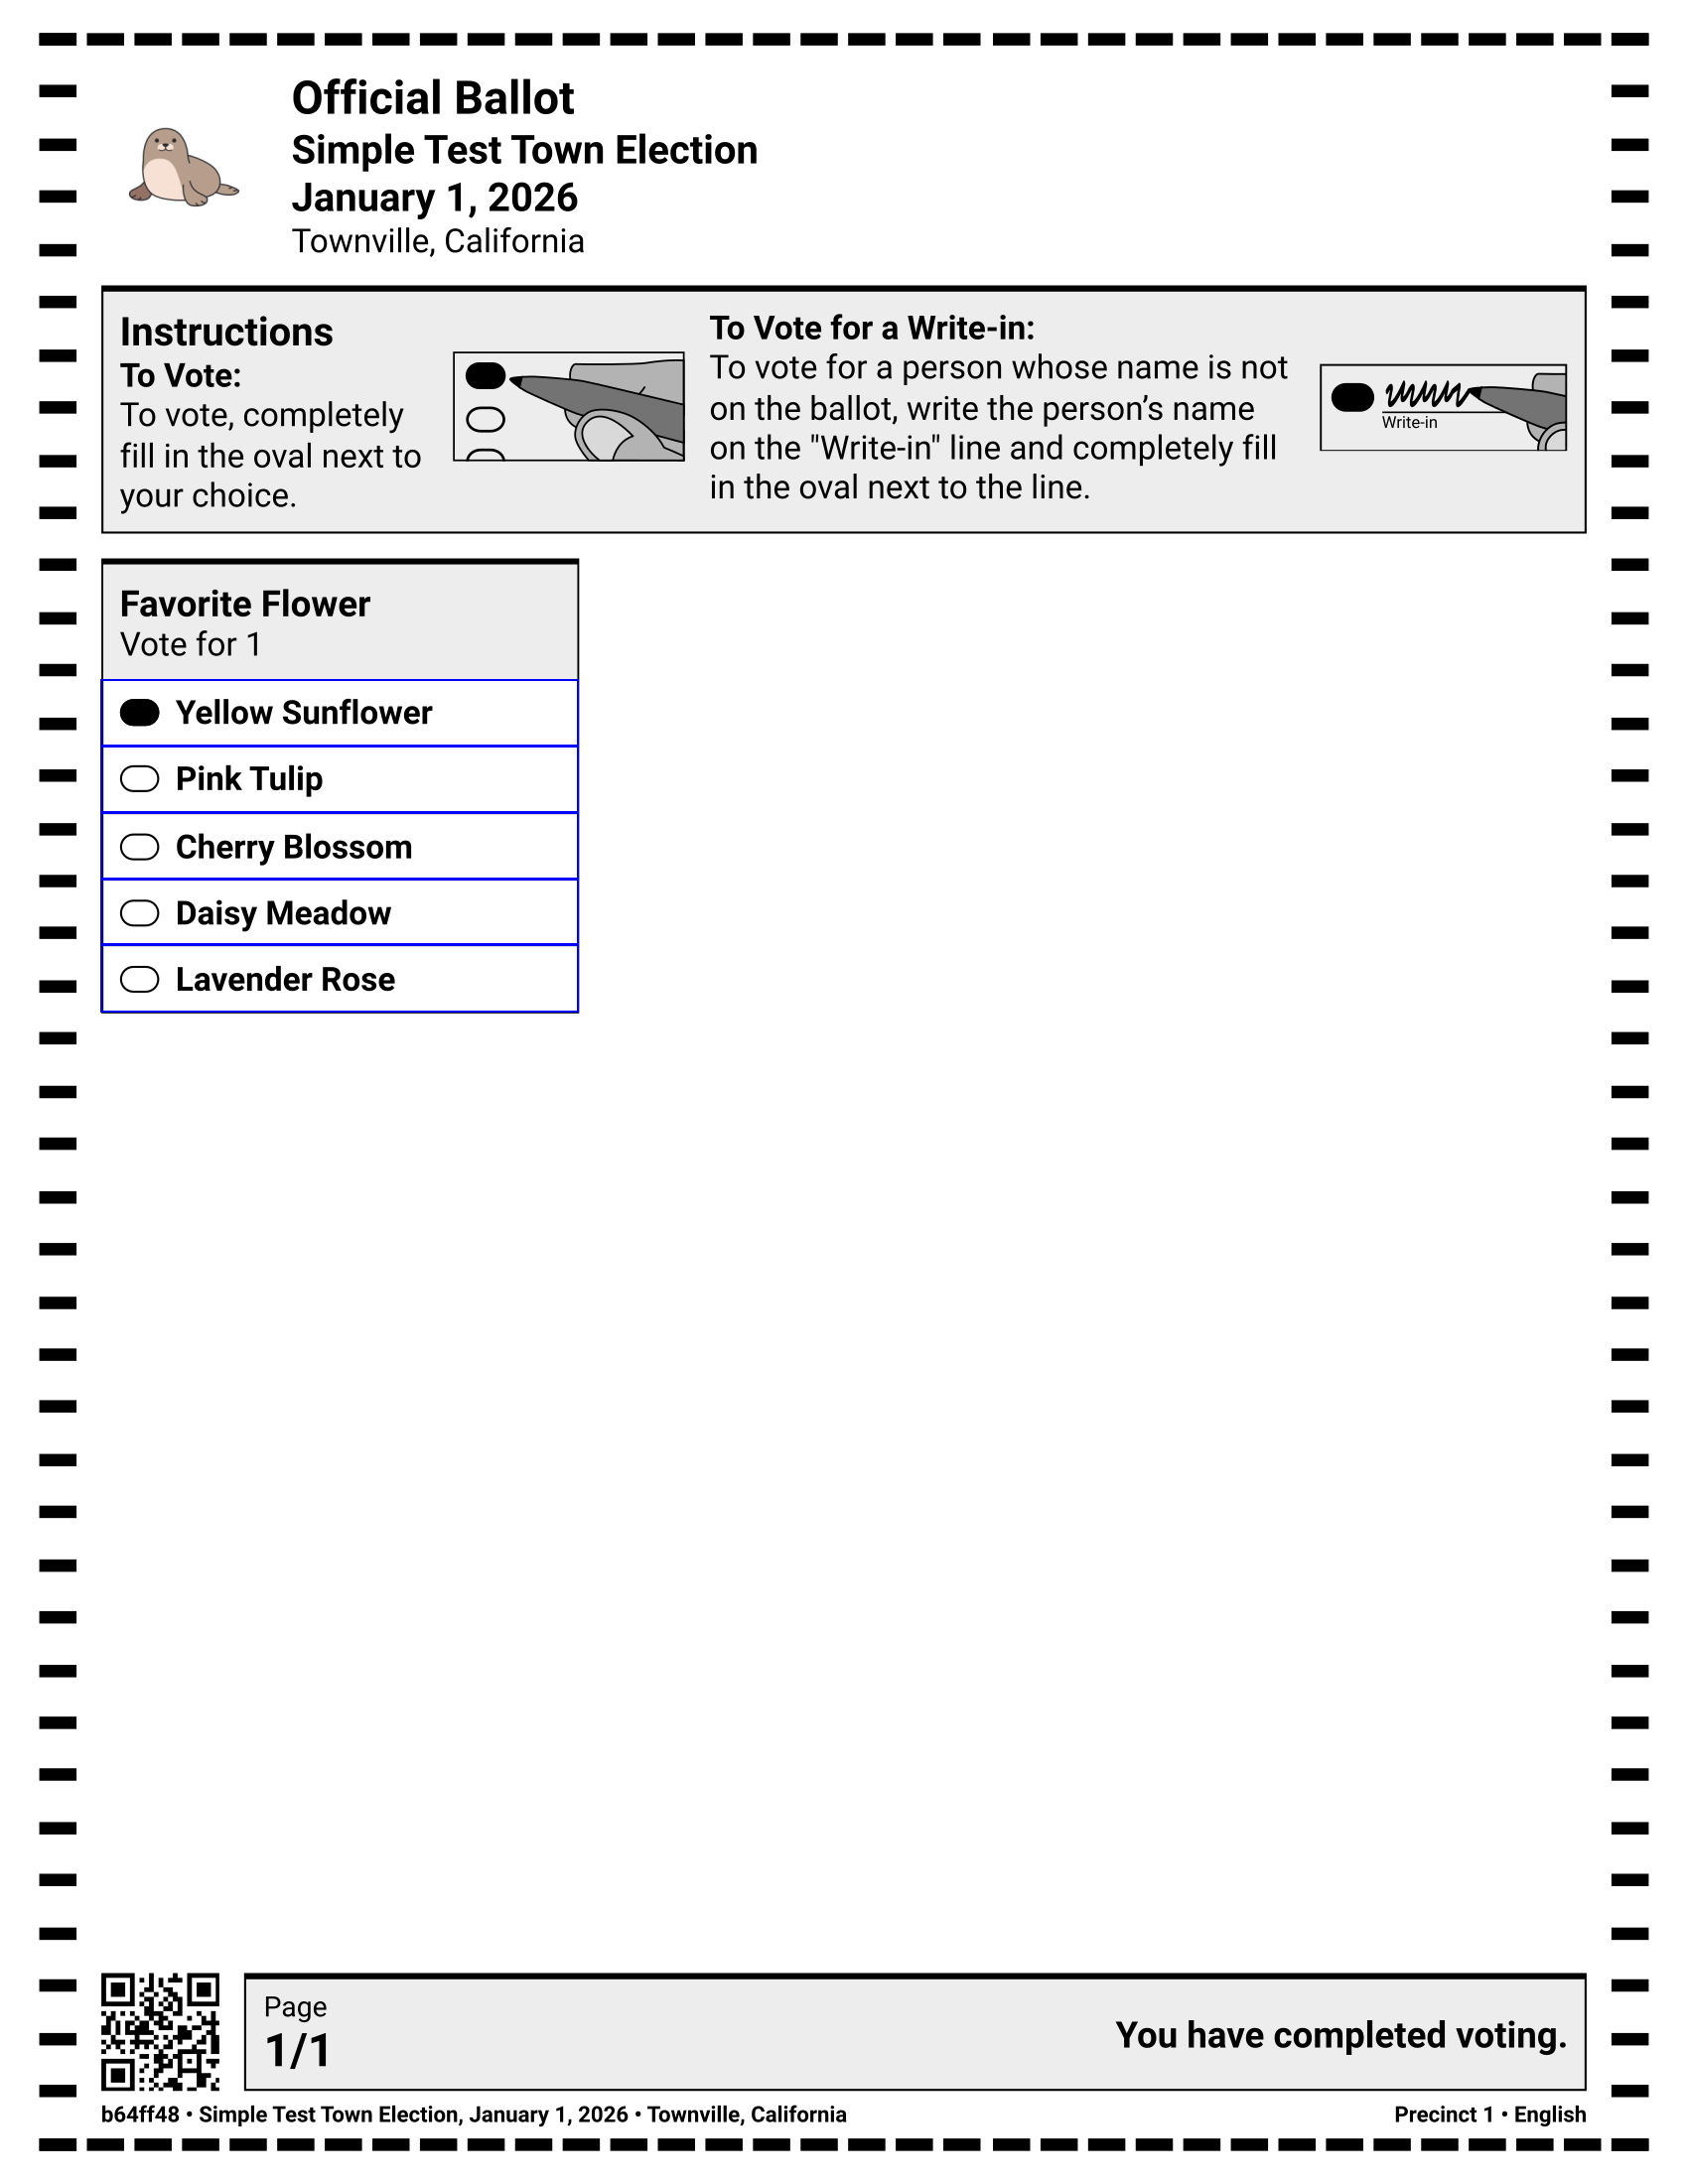 Official Ballot
Simple Test Town Election
January 1, 2026
Townville, California
Instructions
To Vote:
To vote, completely
fill in the oval next to
your choice.
To Vote for a Write-in:
To vote for a person whose name is not
on the ballot, write the person’s name
on the "Write-in" line and completely fill
in the oval next to the line.
Write-in
Favorite Flower
Vote for 1
Yellow Sunflower
Pink Tulip
Cherry Blossom
Daisy Meadow
Lavender Rose
Page
1/1
You have completed voting.
b64ff48 • Simple Test Town Election, January 1, 2026 • Townville, California
Precinct 1 • English